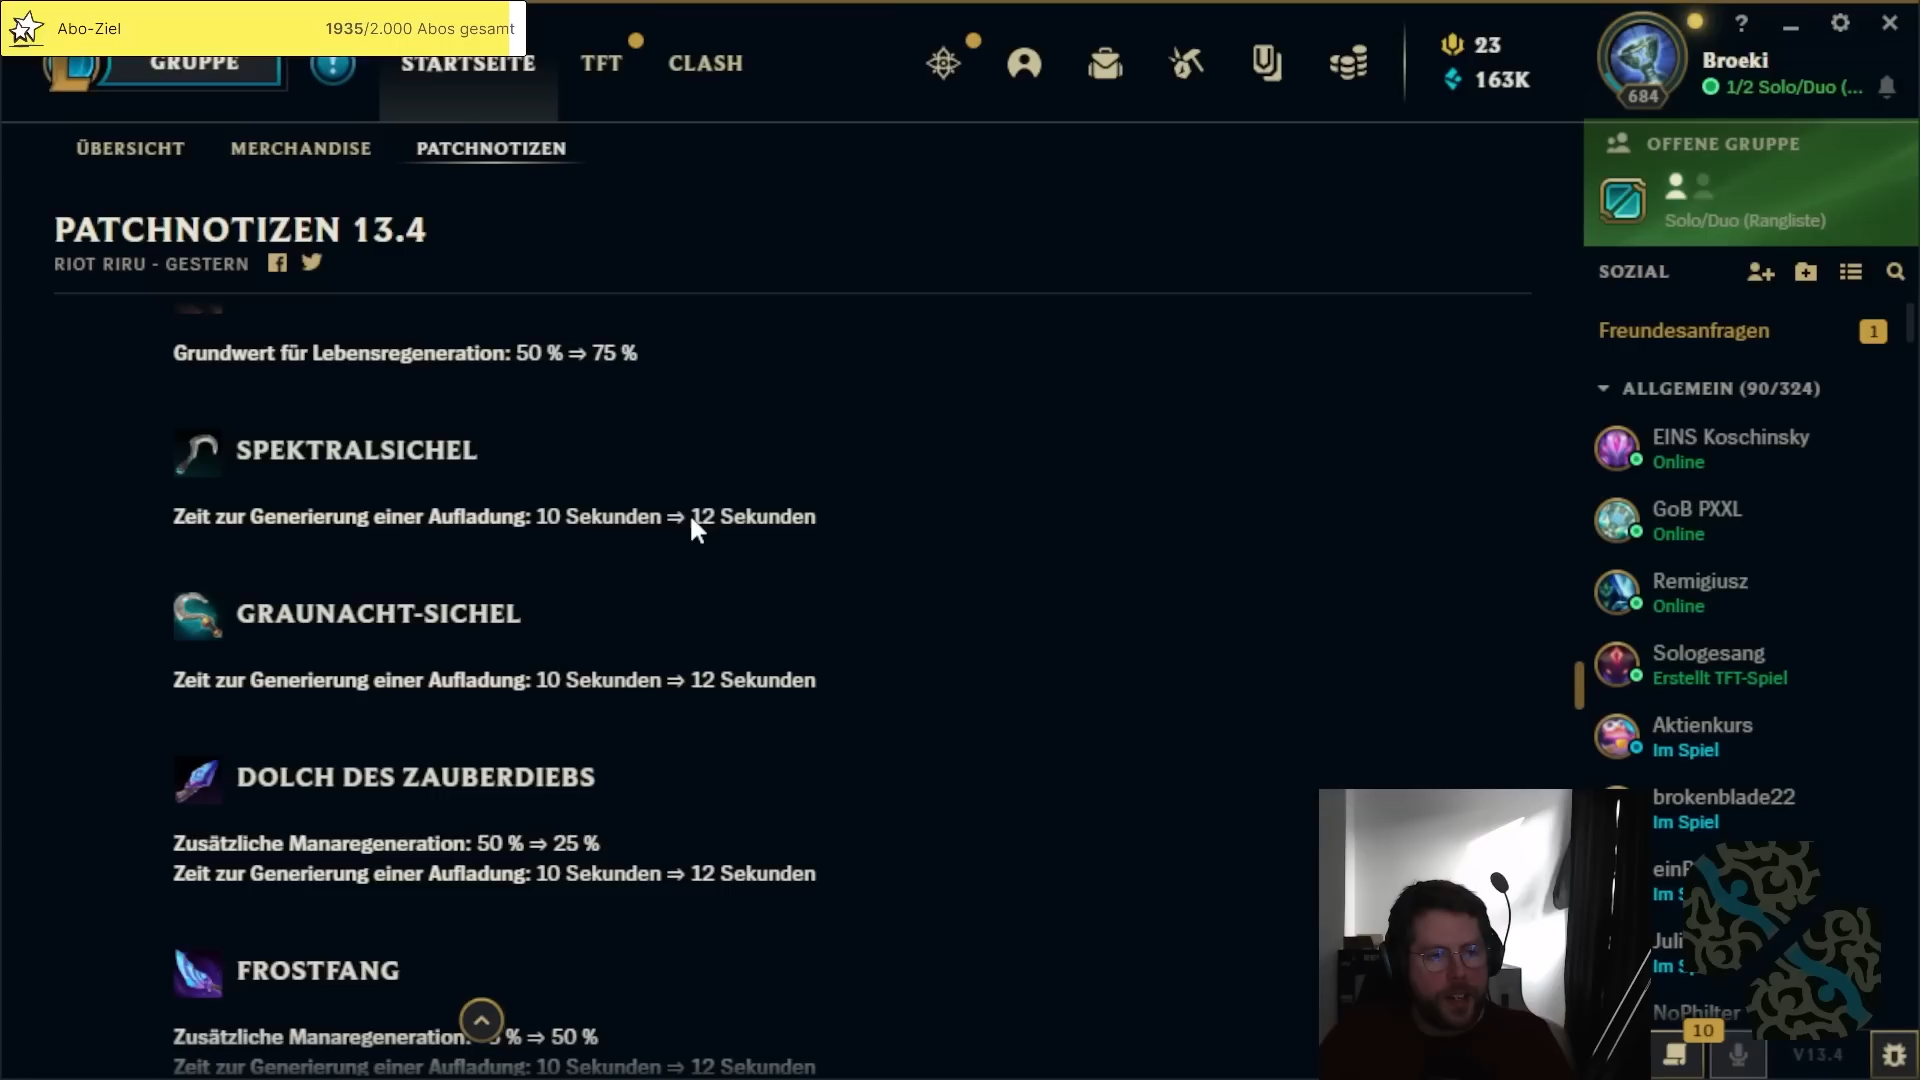 Abo-Ziel
1935/2.000 Abos gesamt
GRUPPE
STARTSEITE
TFT
CLASH
23
163K
684
Broeki
1/2 Solo/Duo (...
ÜBERSICHT
MERCHANDISE
PATCHNOTIZEN
OFFENE GRUPPE
Solo/Duo (Rangliste)
PATCHNOTIZEN 13.4
RIOT RIRU - GESTERN
SOZIAL
Freundesanfragen
1
ALLGEMEIN (90/324)
Grundwert für Lebensregeneration: 50 % ⇒ 75 %
SPEKTRALSICHEL
Zeit zur Generierung einer Aufladung: 10 Sekunden ⇒ 12 Sekunden
GRAUNACHT-SICHEL
Zeit zur Generierung einer Aufladung: 10 Sekunden ⇒ 12 Sekunden
DOLCH DES ZAUBERDIEBS
Zusätzliche Manaregeneration: 50 % ⇒ 25 %
Zeit zur Generierung einer Aufladung: 10 Sekunden ⇒ 12 Sekunden
FROSTFANG
Zusätzliche Manaregeneration: % ⇒ 50 %
Zeit zur Generierung einer Aufladung: 10 Sekunden ⇒ 12 Sekunden
EINS Koschinsky
Online
GoB PXXL
Online
Remigiusz
Online
Sologesang
Erstellt TFT-Spiel
Aktienkurs
Im Spiel
brokenblade22
Im Spiel
Im
Juli
Im
NoPhilter
10
V13.4